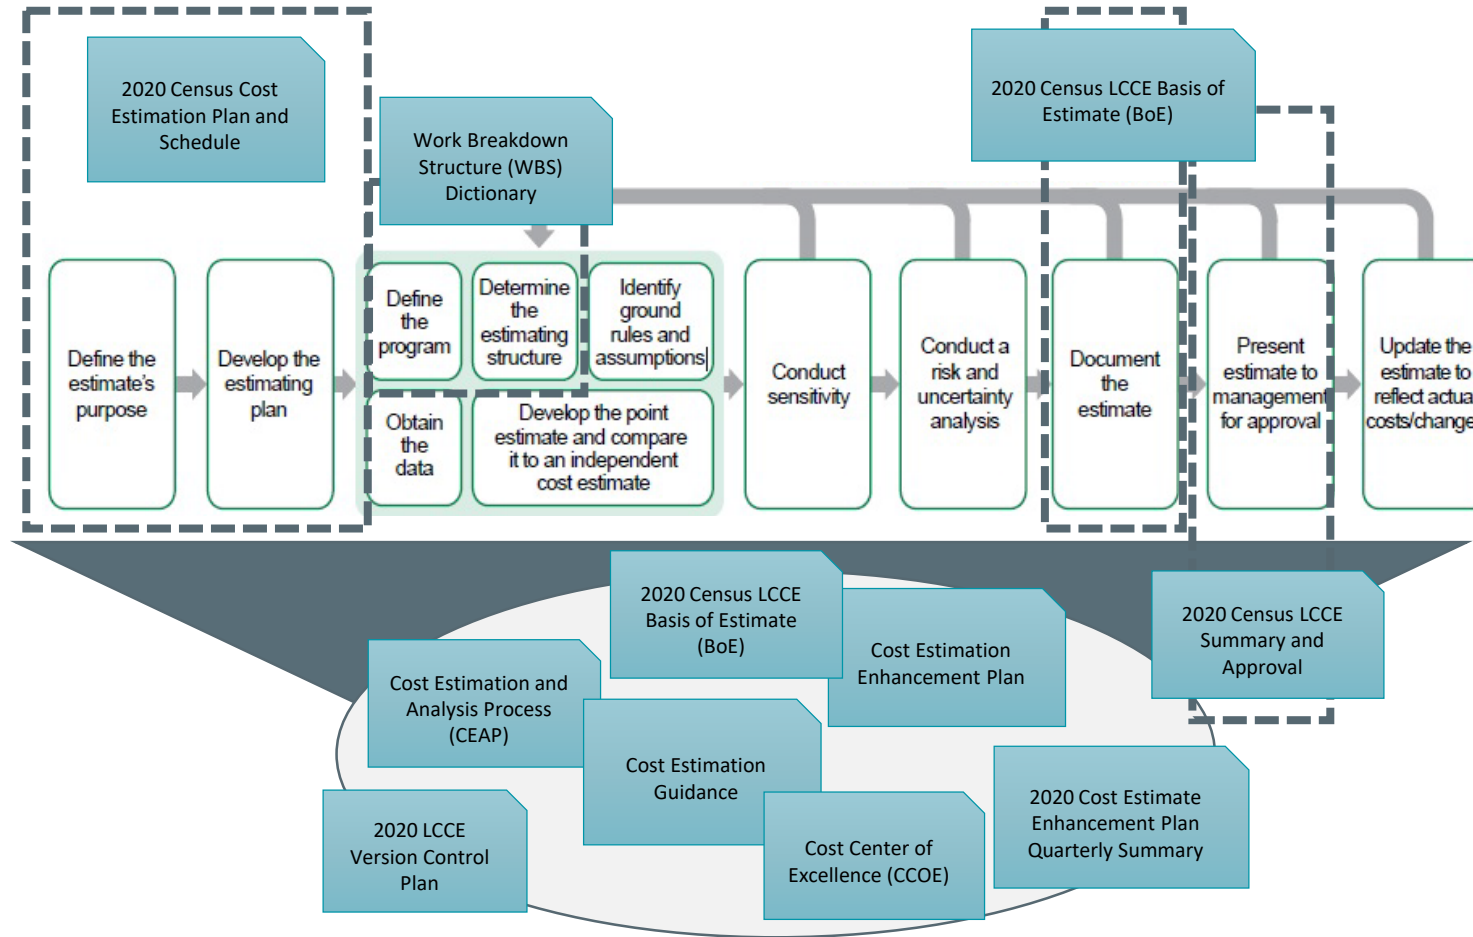 2020 Census Cost
Estimation Plan and
Schedule
Work Breakdown
Structure (WBS)
Dictionary
2020 Census LCCE Basis of
Estimate (BoE)
Define the
estimate's
purpose
Develop the
estimating
plan
Define
the
program
Determine
the
estimating
structure
Identify
ground
rules and
assumptions
Obtain
the
data
Develop the point
estimate and compare
it to an independent
cost estimate
Conduct
sensitivity
Conduct a
risk and
uncertainty
analysis
Document
the
estimate
Present
estimate to
management
for approval
Update the
estimate to
reflect actua
costs/change
2020 Census LCCE
Basis of Estimate
(BoE)
Cost Estimation
Enhancement Plan
2020 Census LCCE
Summary and
Approval
Cost Estimation and
Analysis Process
(CEAP)
Cost Estimation
Guidance
2020 Cost Estimate
Enhancement Plan
Quarterly Summary
2020 LCCE
Version Control
Plan
Cost Center of
Excellence (CCOE)